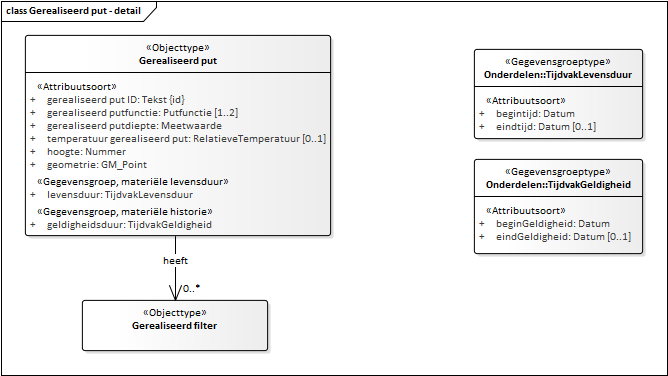 class Gerealiseerd put - detail
«Objecttype»
Gerealiseerd put
«Attribuutsoort»
+ gerealiseerd put ID: Tekst {id}
+ gerealiseerd putfunctie: Putfunctie [1..2]
+ gerealiseerd putdiepte: Meetwaarde
+ temperatuur gerealiseerd put: RelatieveTemperatuur [0..1]
+ hoogte: Nummer
+ geometrie: GM_Point
«Gegevensgroep, materiële levensduur»
+ levensduur: TijdvakLevensduur
«Gegevensgroep, materiële historie»
+ geldigheidsduur: TijdvakGeldigheid
heeft
0..*
«Objecttype»
Gerealiseerd filter
«Gegevensgroeptype»
Onderdelen::TijdvakLevensduur
«Attribuutsoort»
+ begintijd: Datum
+ eindtijd: Datum [0..1]
«Gegevensgroeptype»
Onderdelen::TijdvakGeldigheid
«Attribuutsoort»
+ beginGeldigheid: Datum
+ eindGeldigheid: Datum [0..1]